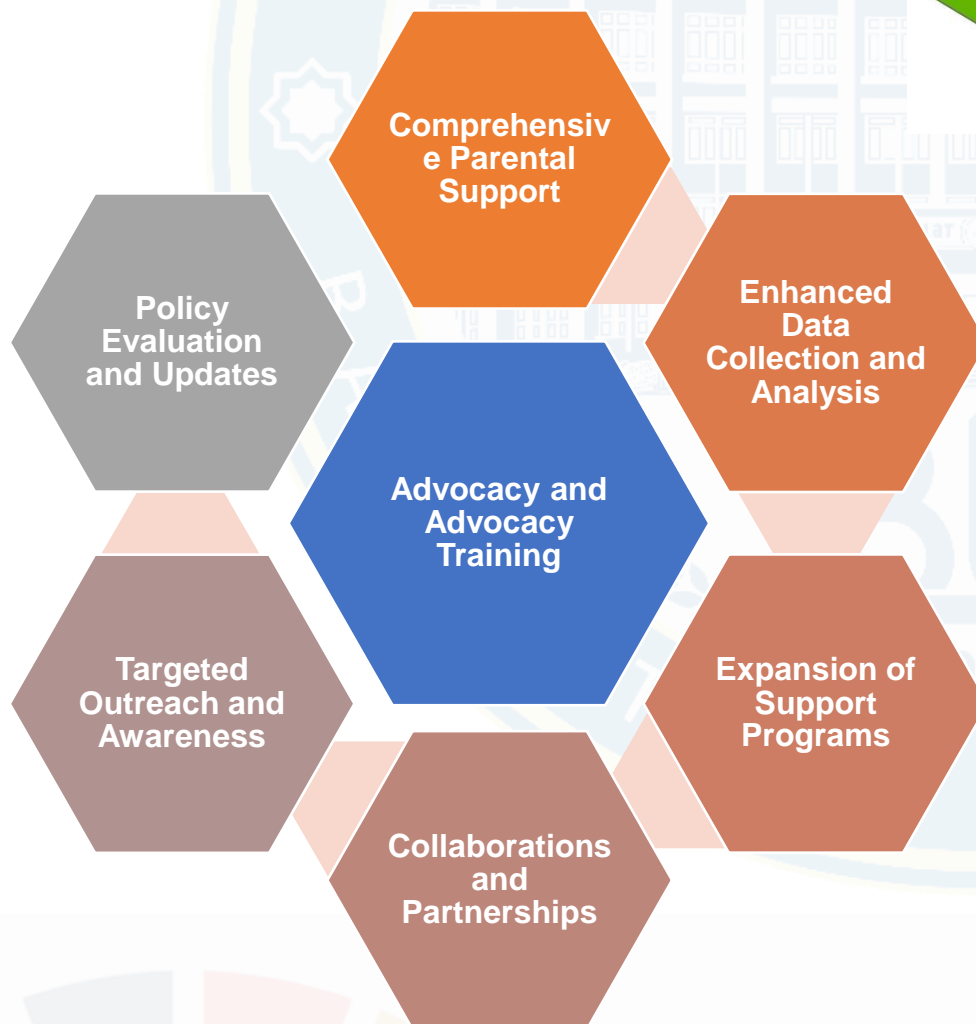 Comprehensiv
e Parental
Support
Enhanced
Data
Collection and
Analysis
Policy
Evaluation
and Updates
Advocacy and
Advocacy
Training
Expansion of
Support
Programs
Targeted
Outreach and
Awareness
Collaborations
and
Partnerships